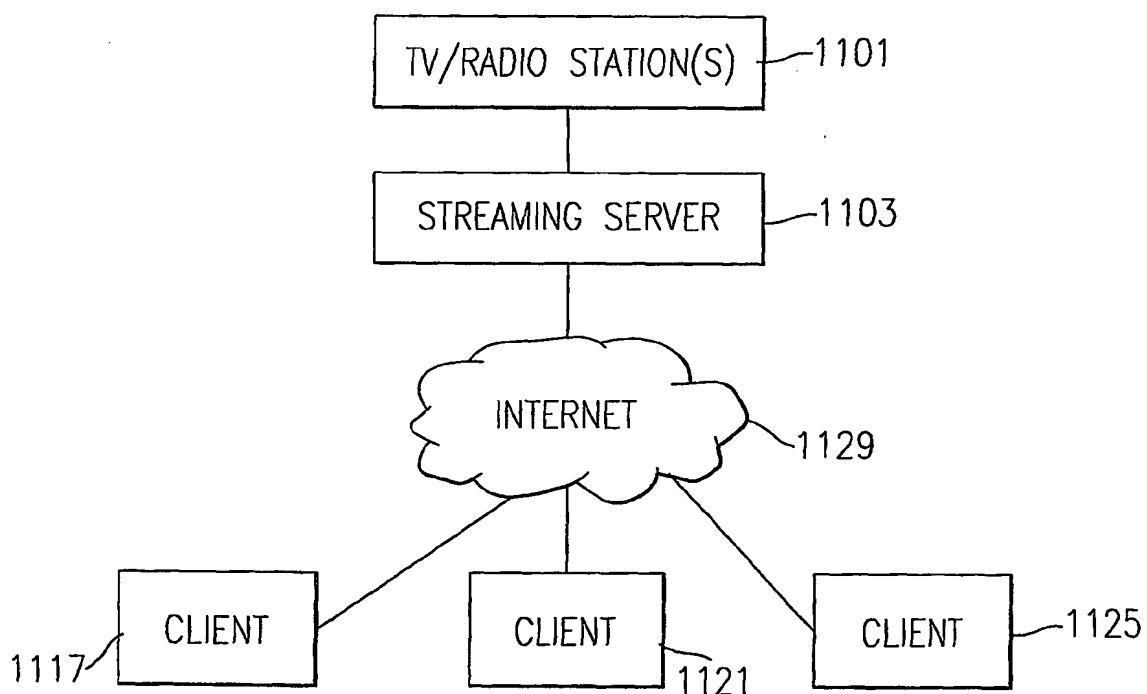 TV/RADIO STATION(S)
1101
STREAMING SERVER
1103
INTERNET
1129
CLIENT
CLIENT
CLIENT
1117
1121
1125